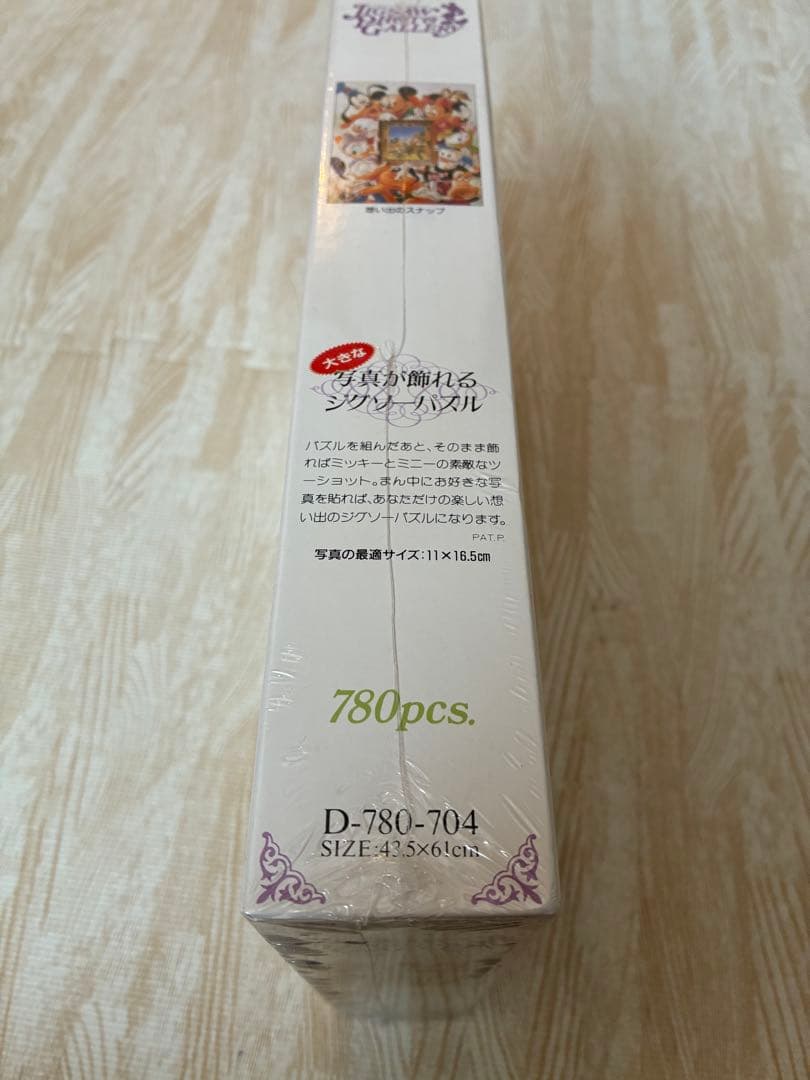 JIGSAW
PHOTO
GALLERY
想い出のスナップ
大きな
写真が飾れる
ジグソーパズル
パズルを組んだあと、そのまま飾
ればミッキーとミニーの素敵なツ
ーショット。まん中にお好きな写
真を貼れば、あなただけの楽しい想
い出のジグソーパズルになります。
PAT.P.
写真の最適サイズ:11×16.5cm
780pcs.
D-780-704
SIZE:43.5×61cm